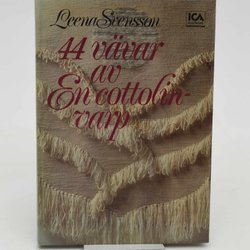 Leena Svensson
ICA
44 vävar
av
En cottolin-
varp